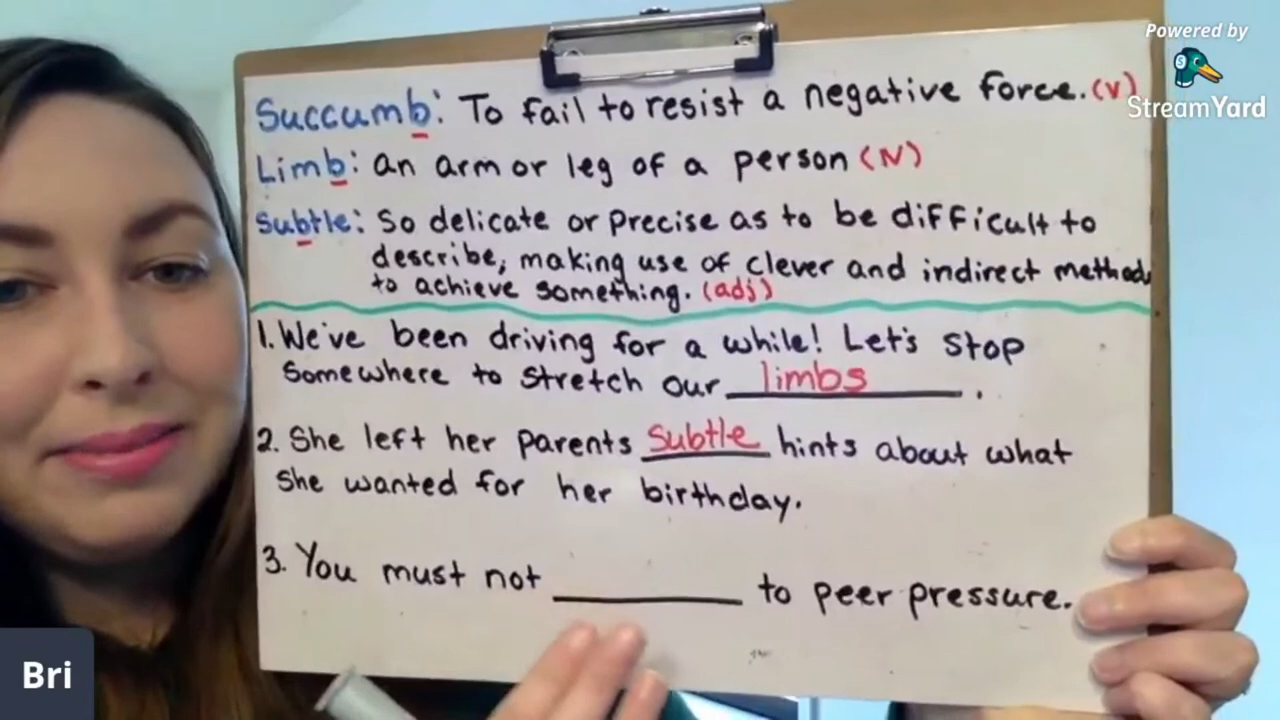 Powered by
StreamYard
Succumb: To fail to resist a negative force. (v)
Limb: an arm or leg of a person (N)
Subtle: So delicate or precise as to be difficult to
describe, making use of clever and indirect methods
to achieve something. (adj)
1. We've been driving for a while! Let's stop
Somewhere to stretch our limbs.
2. She left her parents subtle hints about what
She wanted for her birthday.
3. You must not ________ to peer pressure.
Bri